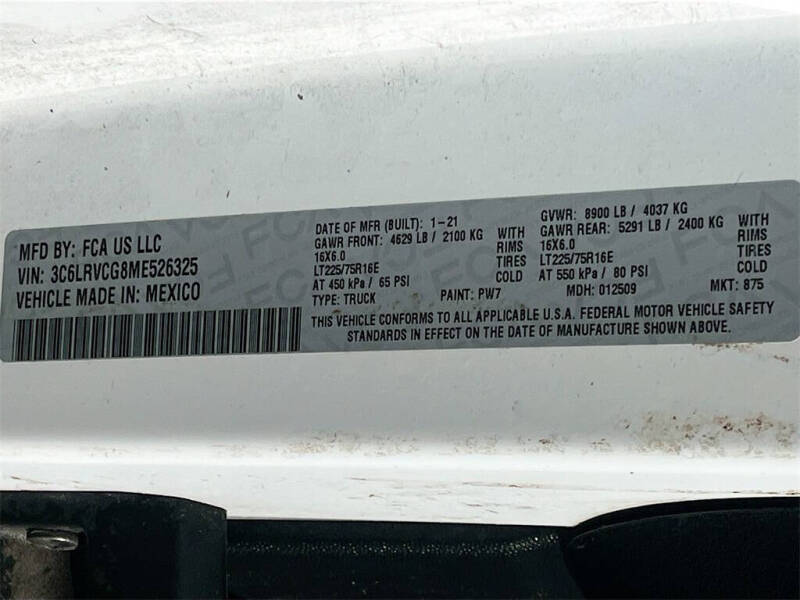 MFD BY: FCA US LLC
VIN: 3C6LRVCG8ME526325
VEHICLE MADE IN: MEXICO
DATE OF MFR (BUILT): 1-21
GAWR FRONT: 4629 LB / 2100 KG WITH
16X6.0 RIMS
LT225/75R16E TIRES
AT 450 kPa / 65 PSI COLD
TYPE: TRUCK PAINT: PW7
GVWR: 8900 LB / 4037 KG
GAWR REAR: 5291 LB / 2400 KG WITH
16X6.0 RIMS
LT225/75R16E TIRES
AT 550 kPa / 80 PSI COLD
MDH: 012509 MKT: 875
THIS VEHICLE CONFORMS TO ALL APPLICABLE U.S.A. FEDERAL MOTOR VEHICLE SAFETY
STANDARDS IN EFFECT ON THE DATE OF MANUFACTURE SHOWN ABOVE.